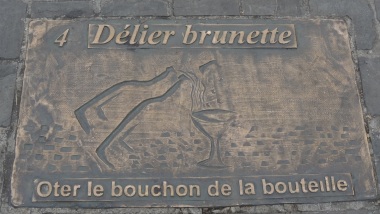 4 Délier brunette
Oter le bouchon de la bouteille